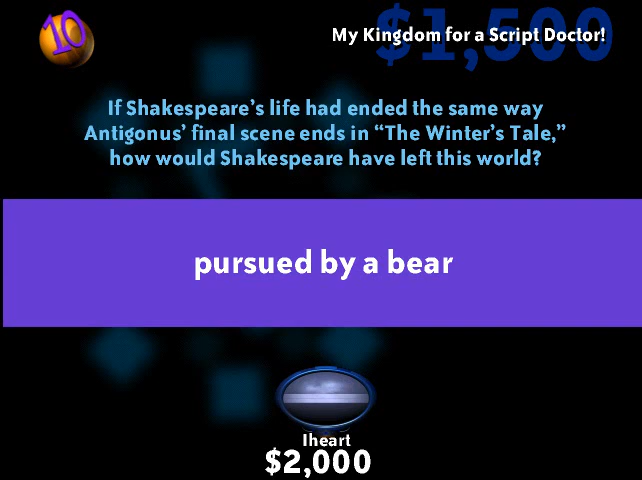 10
My Kingdom for a Script Doctor!
$1,500
If Shakespeare's life had ended the same way
Antigonus' final scene ends in “The Winter's Tale,”
how would Shakespeare have left this world?
pursued by a bear
Iheart
$2,000